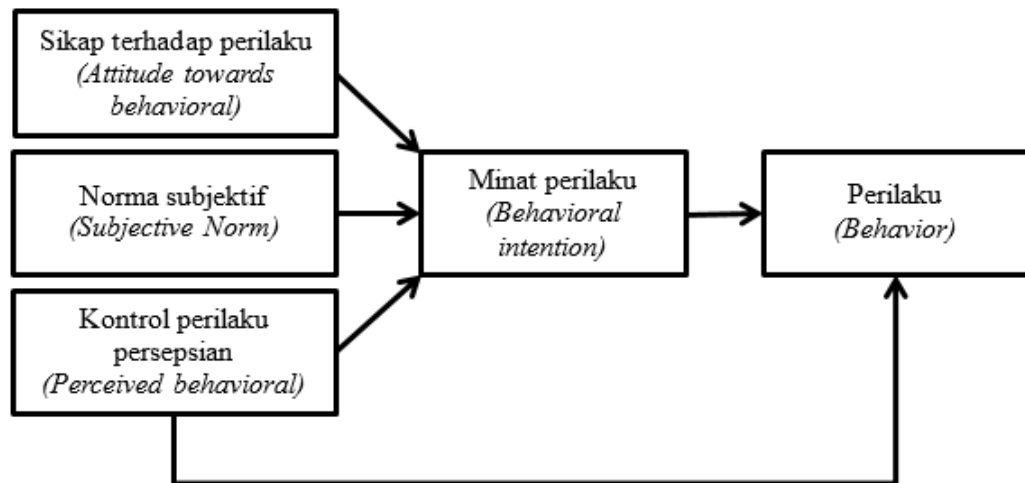 Sikap terhadap perilaku
(Attitude towards
behavioral)
Norma subjektif
(Subjective Norm)
Kontrol perilaku
persepsian
(Perceived behavioral)
Minat perilaku
(Behavioral
intention)
Perilaku
(Behavior)